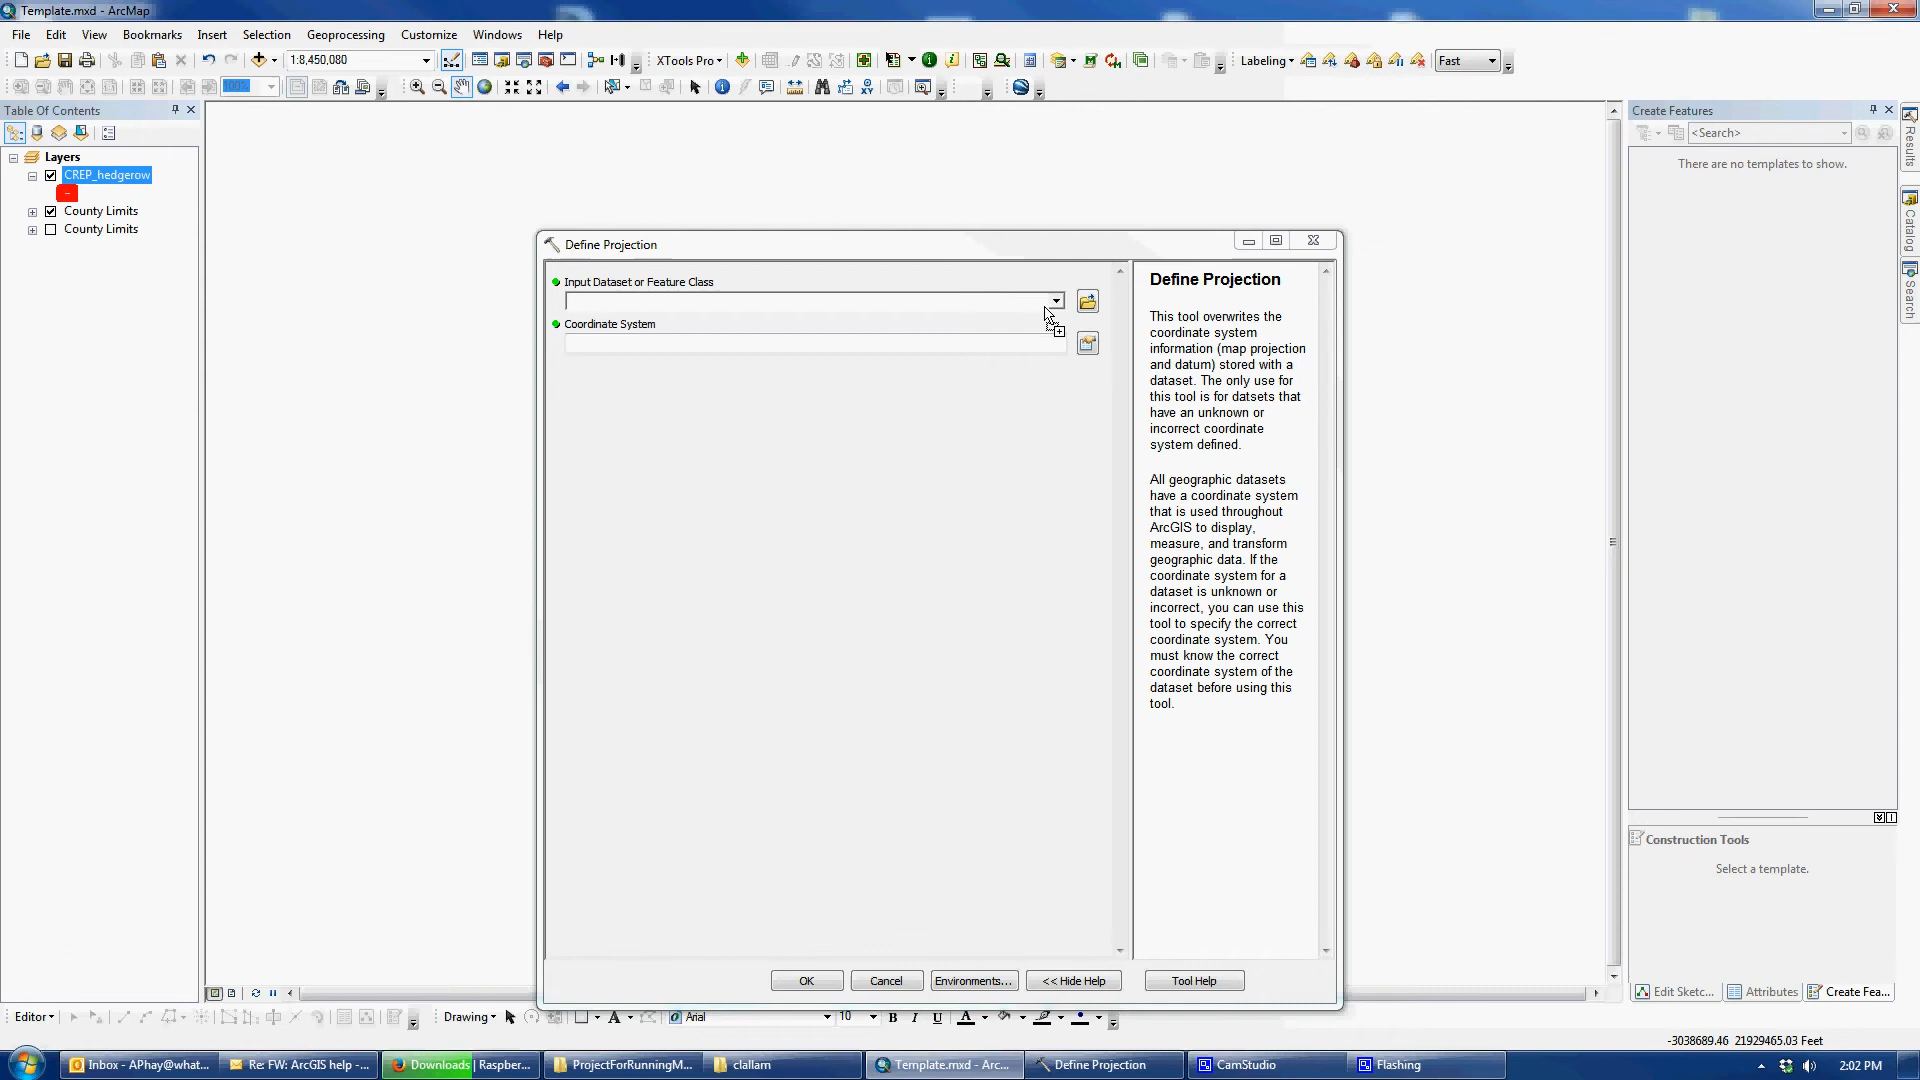 Template.mxd - ArcMap
File Edit View Bookmarks Insert Selection Geoprocessing Customize Windows Help
1:8,450,080
XTools Pro
Labeling
Fast
100%
Table Of Contents
Layers
CREP_hedgerow
County Limits
County Limits
Define Projection
Input Dataset or Feature Class
Coordinate System
Define Projection
This tool overwrites the
coordinate system
information (map projection
and datum) stored with a
dataset. The only use for
this tool is for datsets that
have an unknown or
incorrect coordinate
system defined.
All geographic datasets
have a coordinate system
that is used throughout
ArcGIS to display,
measure, and transform
geographic data. If the
coordinate system for a
dataset is unknown or
incorrect, you can use this
tool to specify the correct
coordinate system. You
must know the correct
coordinate system of the
dataset before using this
tool.
OK Cancel Environments... << Hide Help Tool Help
Create Features
<Search>
There are no templates to show.
Construction Tools
Select a template.
Edit Sketc... Attributes Create Fea...
Results
Catalog
Search
Editor
Drawing
Arial
10
B I U A
-3038689.46 21929465.03 Feet
Inbox - APhay@what...
Re: FW: ArcGIS help -...
Downloads | Raspber...
ProjectForRunningM...
clallam
Template.mxd - Arc...
Define Projection
CamStudio
Flashing
2:02 PM